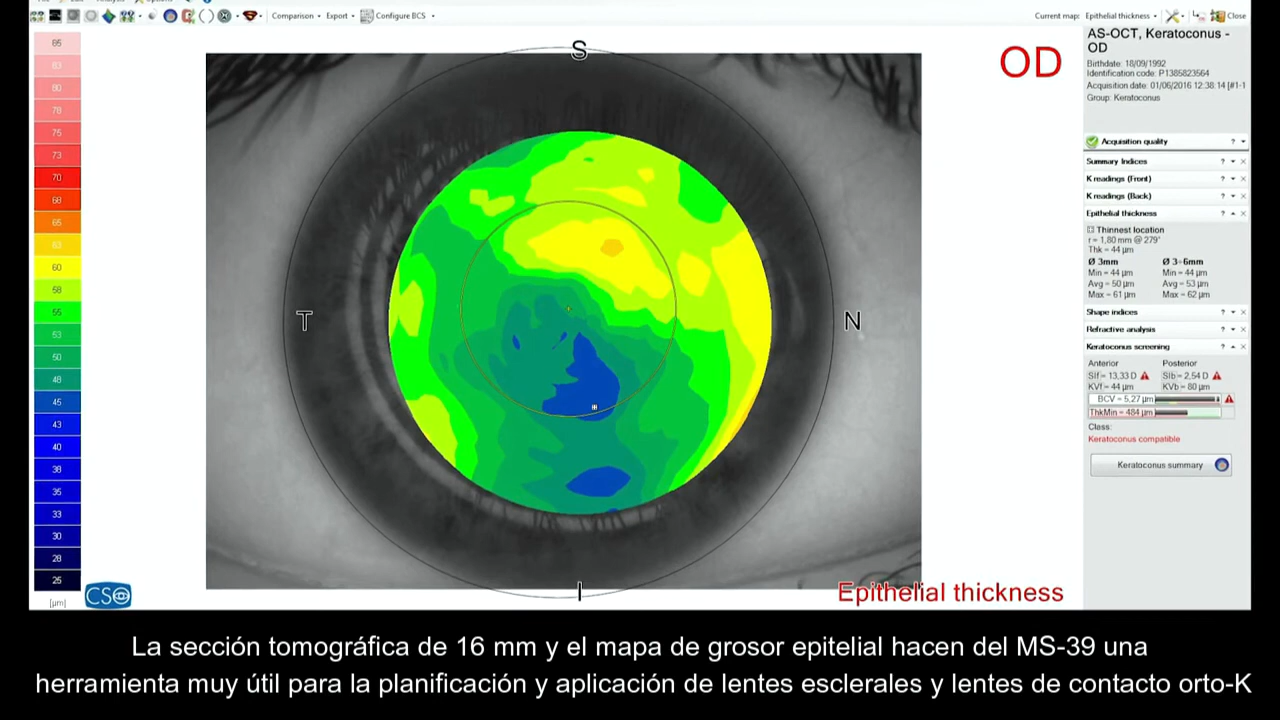 Comparison
Export
Configure BCS
Current map:
Epithelial thickness
Close
65
83
80
78
75
73
70
68
65
63
60
58
55
53
50
48
45
43
40
38
35
33
30
28
25
[μm]
CSO
S
T
N
I
OD
Epithelial thickness
AS-OCT, Keratoconus -
OD
Birthdate: 18/09/1992
Identification code: P1385823564
Acquisition date: 01/06/2016 12:38:14 [#1-1
Group: Keratoconus
Acquisition quality
Summary Indices
K readings (Front)
K readings (Back)
Epithelial thickness
Thinnest location
r = 1,80 mm @ 279°
Thk = 44 μm
Ø 3mm Ø 3÷6mm
Min = 44 μm Min = 44 μm
Avg = 50 μm Avg = 53 μm
Max = 61 μm Max = 62 μm
Shape indices
Refractive analysis
Keratoconus screening
Anterior Posterior
SIf = 13,33 D SIb = 2,54 D
KVf = 44 μm KVb = 80 μm
BCV = 5,27 μm
ThkMin = 484 μm
Class:
Keratoconus compatible
Keratoconus summary
La sección tomográfica de 16 mm y el mapa de grosor epitelial hacen del MS-39 una
herramienta muy útil para la planificación y aplicación de lentes esclerales y lentes de contacto orto-K